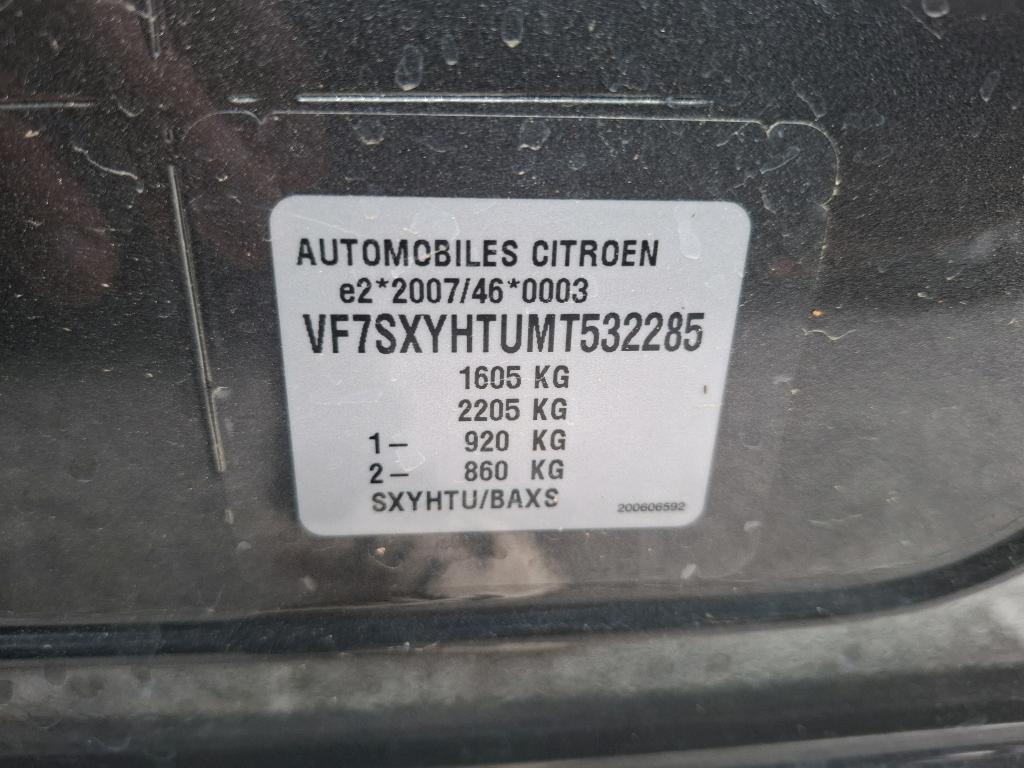 AUTOMOBILES CITROEN
e2*2007/46*0003
VF7SXYHTUMT532285
1605 KG
2205 KG
1– 920 KG
2– 860 KG
SXYHTU/BAXS
200606592